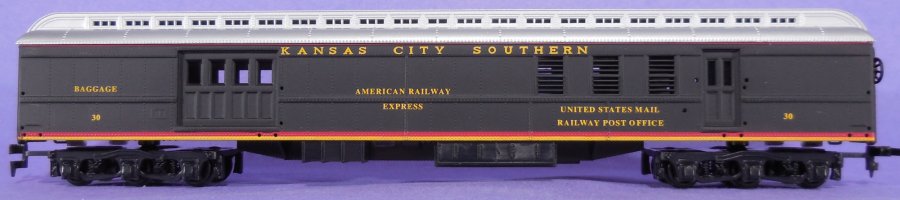 KANSAS CITY SOUTHERN
BAGGAGE
30
AMERICAN RAILWAY
EXPRESS
UNITED STATES MAIL
RAILWAY POST OFFICE
30